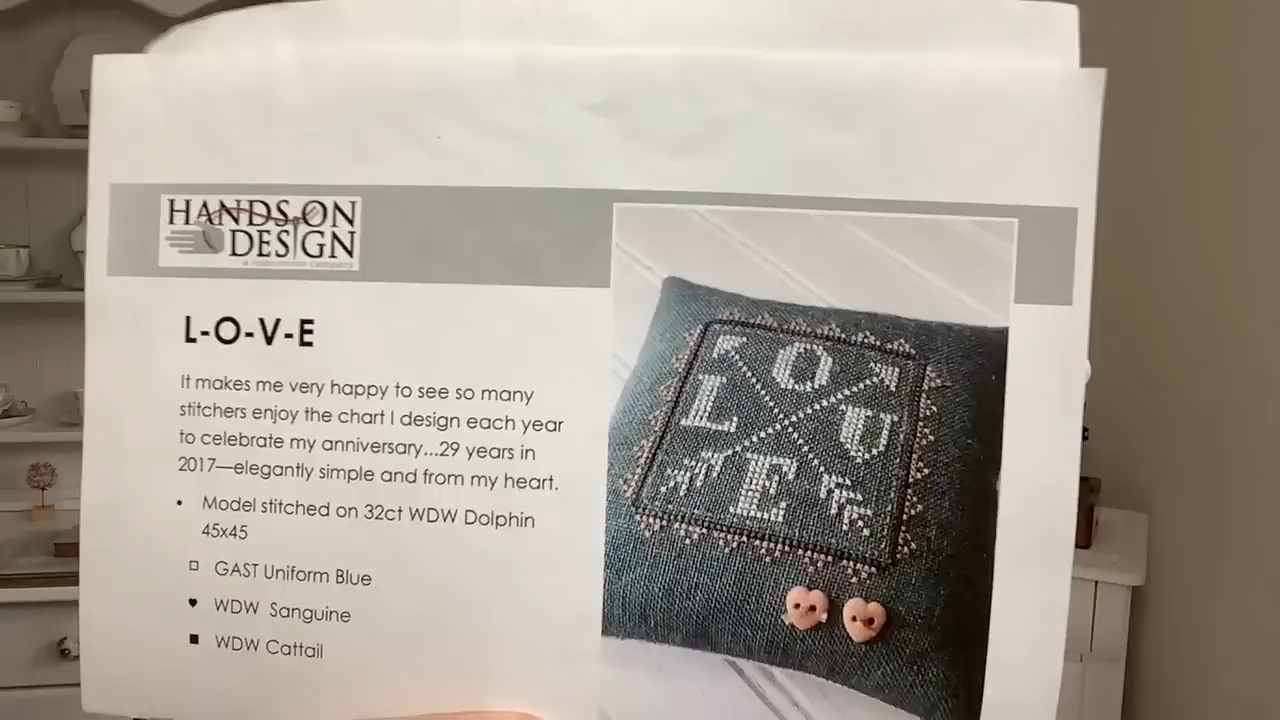 HANDS ON
DESIGN
L-O-V-E
It makes me very happy to see so many
stitchers enjoy the chart I design each year
to celebrate my anniversary...29 years in
2017—elegantly simple and from my heart.
• Model stitched on 32ct WDW Dolphin
45x45
GAST Uniform Blue
WDW Sanguine
WDW Cattail
L O V E